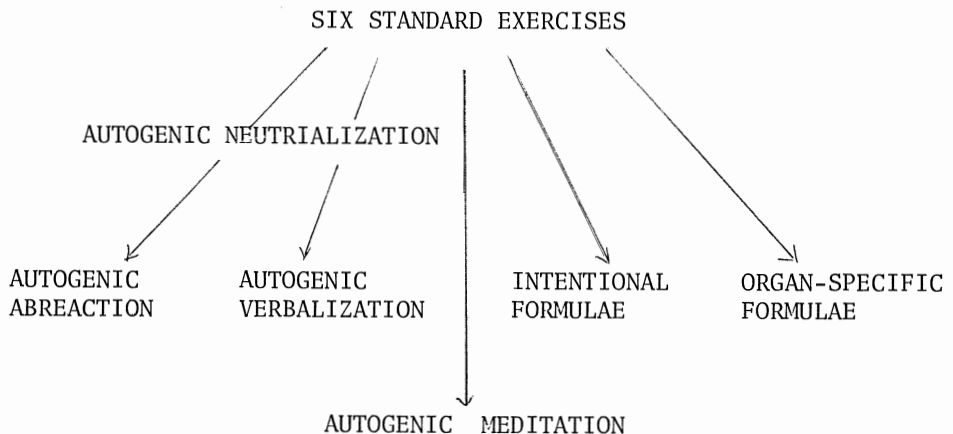 SIX STANDARD EXERCISES
AUTOGENIC NEUTRIALIZATION
AUTOGENIC
ABREACTION
AUTOGENIC
VERBALIZATION
INTENTIONAL
FORMULAE
ORGAN-SPECIFIC
FORMULAE
AUTOGENIC MEDITATION